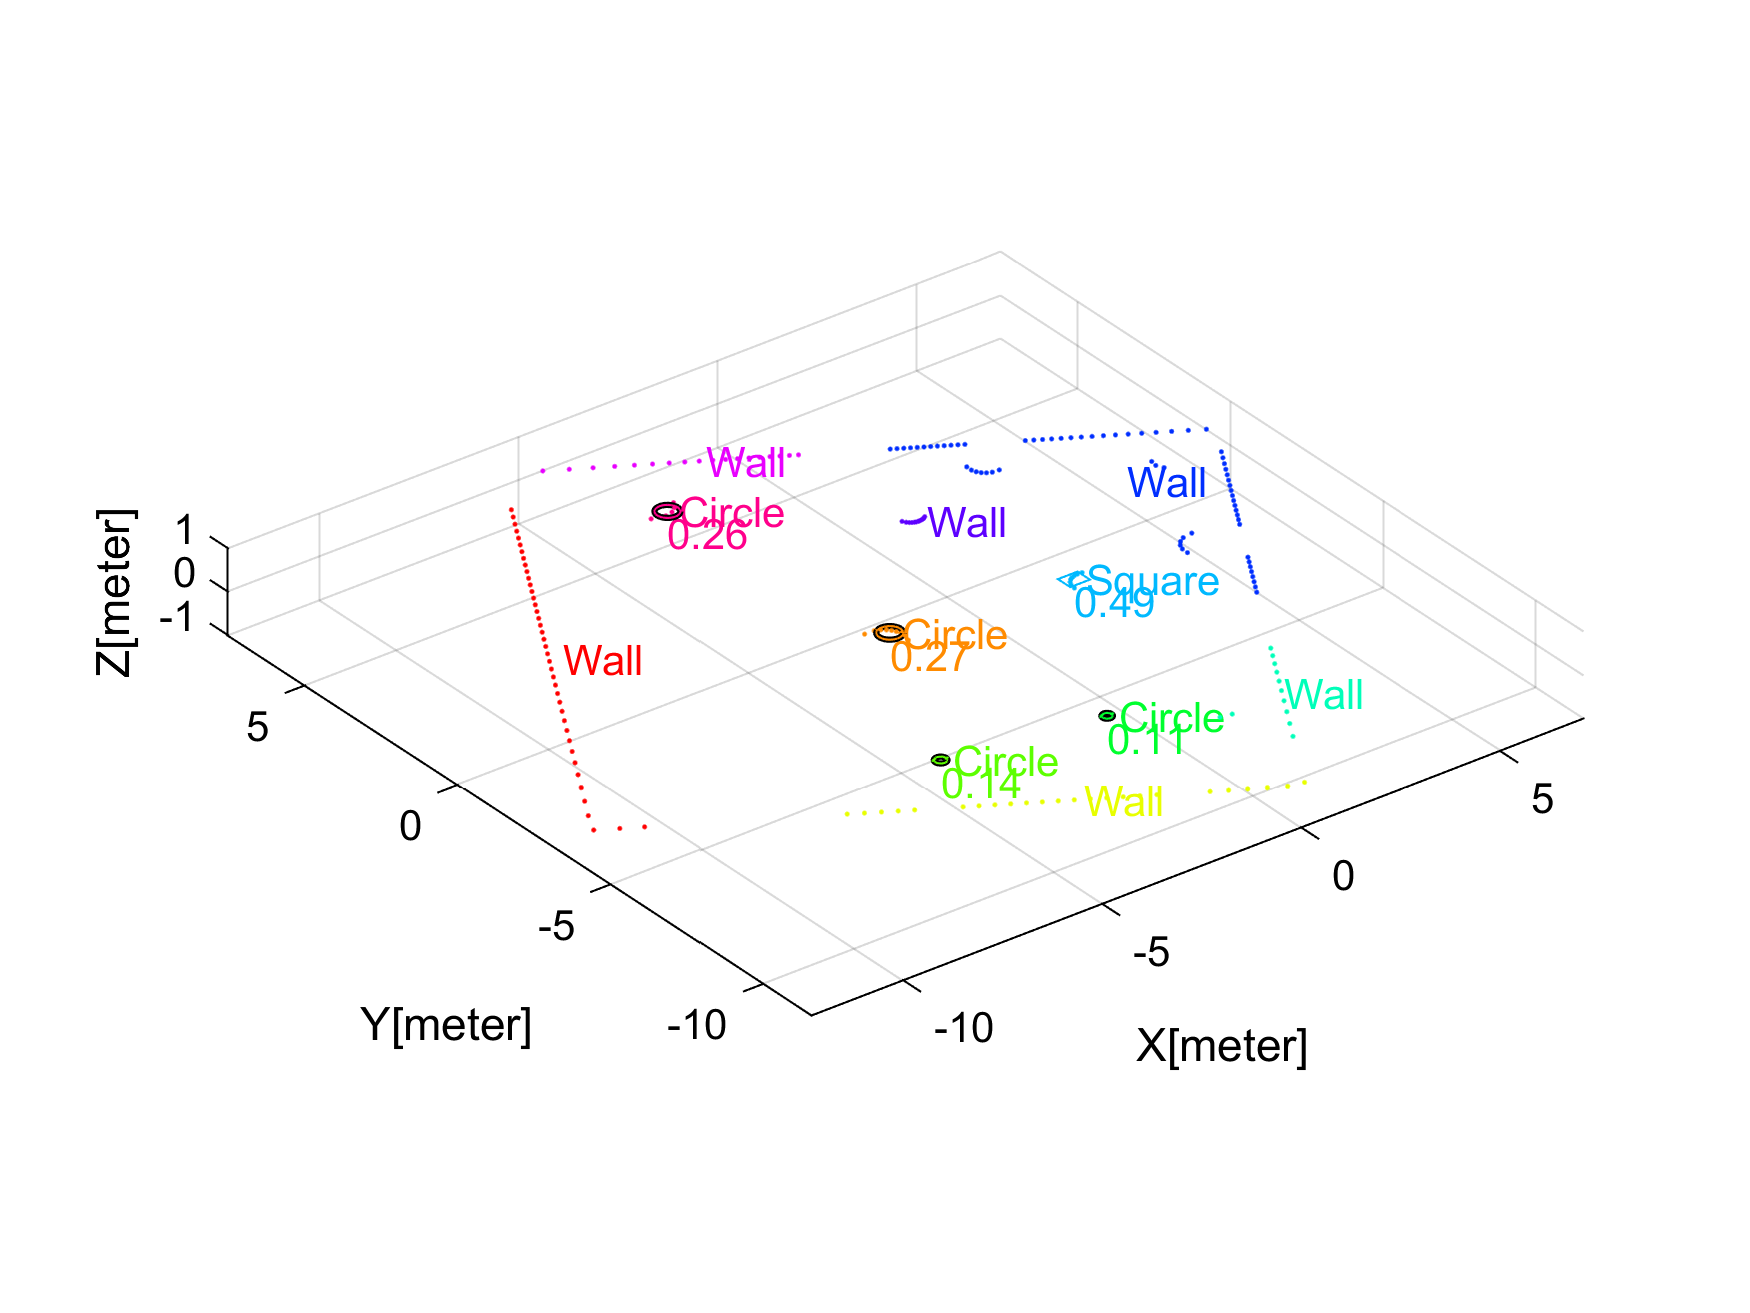 Wall
Wall
Circle
0.26
Wall
1
0
-1
Z[meter]
Square
0.49
Circle
0.27
Wall
Wall
Circle
0.11
Circle
0.14
Wall
5
0
-5
-10
Y[meter]
5
0
-5
-10
X[meter]